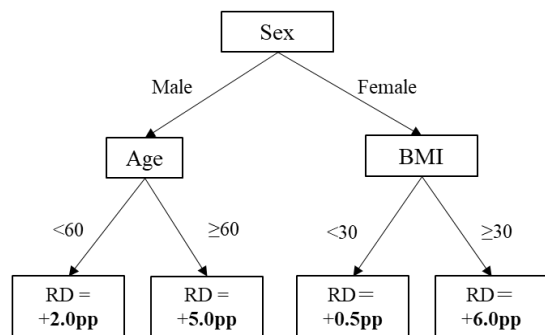 Sex
Male
Female
Age
BMI
<60
≥60
<30
≥30
RD =
+2.0pp
RD =
+5.0pp
RD=
+0.5pp
RD=
+6.0pp